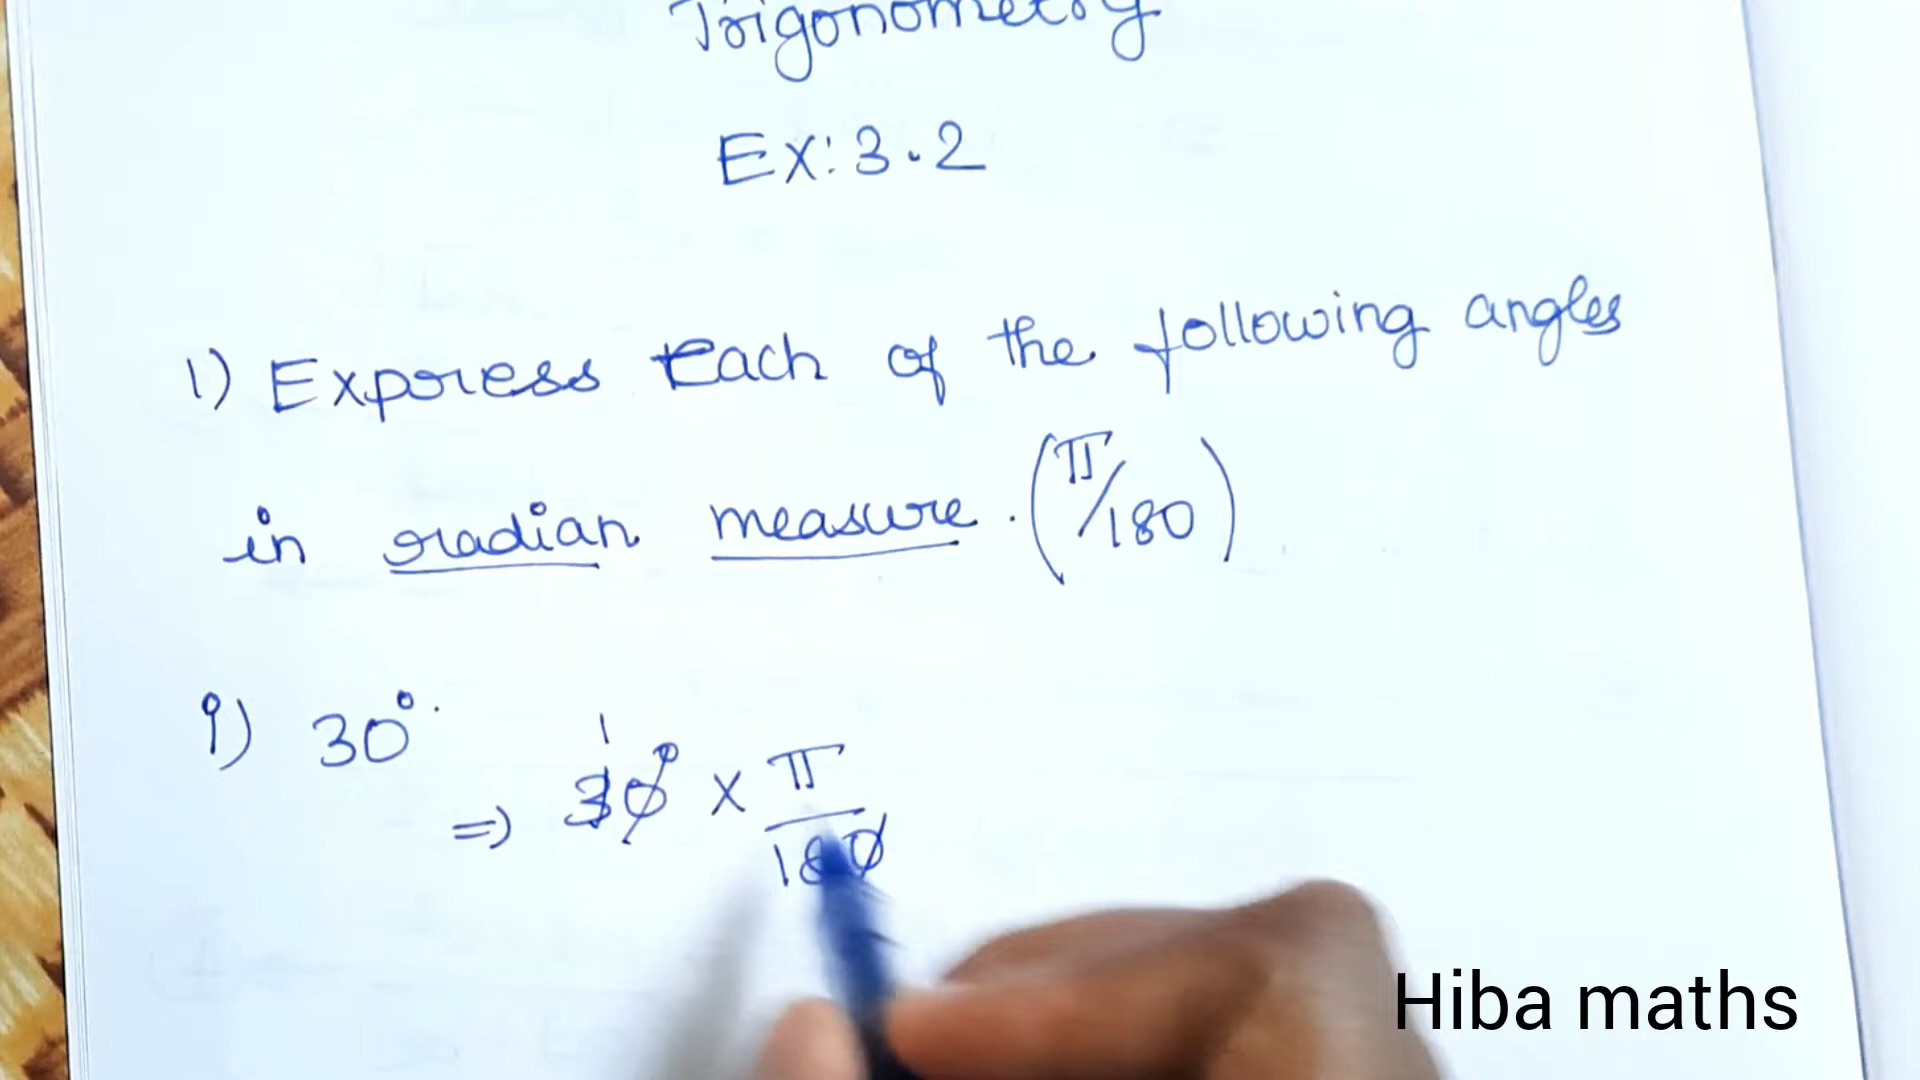 Trigonometry
Ex: 3.2
1) Express each of the following angles
in radian measure. (π/180)
i) 30°.
⇒ 30° × π/180
1
Hiba maths